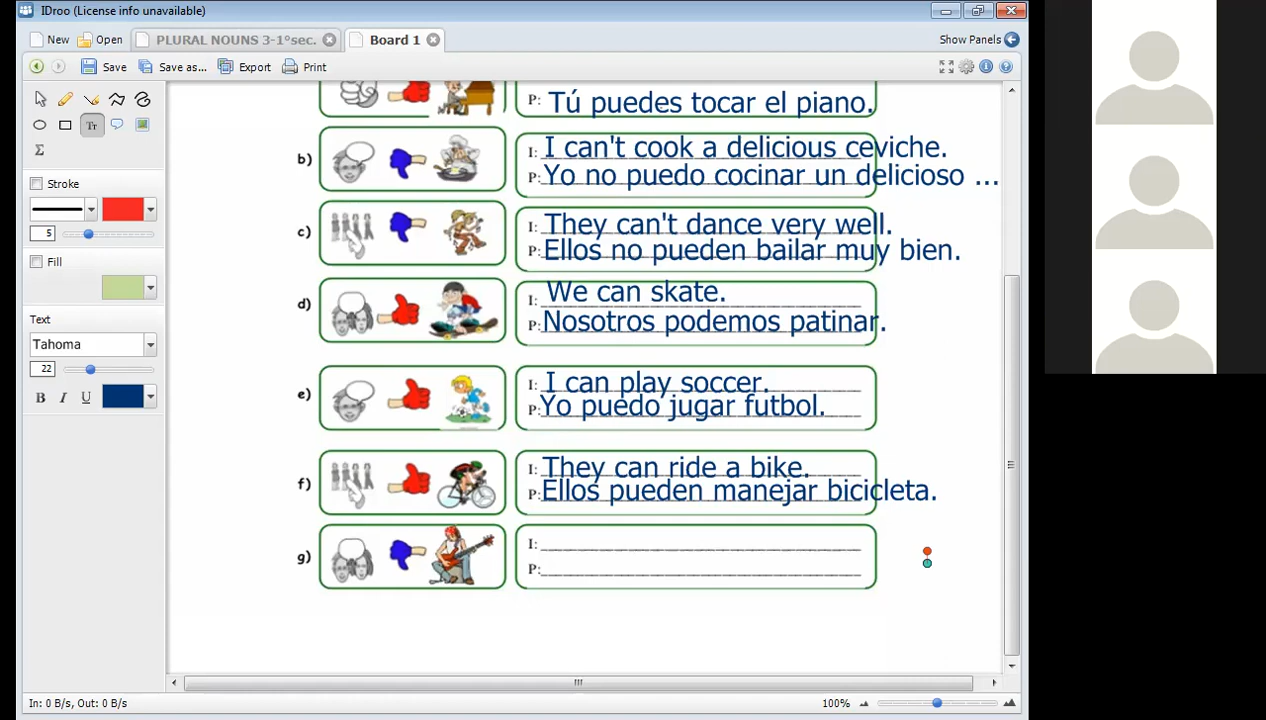 IDroo (License info unavailable)
New
Open
PLURAL NOUNS 3-1°sec.
Board 1
Show Panels
Save
Save as...
Export
Print
Tr
Σ
Stroke
5
Fill
Text
Tahoma
22
B I U
P: Tú puedes tocar el piano.
b)
I: I can't cook a delicious ceviche.
P: Yo no puedo cocinar un delicioso ...
c)
I: They can't dance very well.
P: Ellos no pueden bailar muy bien.
d)
I: We can skate.
P: Nosotros podemos patinar.
e)
I: I can play soccer.
P: Yo puedo jugar futbol.
f)
I: They can ride a bike.
P: Ellos pueden manejar bicicleta.
g)
I:
P:
In: 0 B/s, Out: 0 B/s
100%